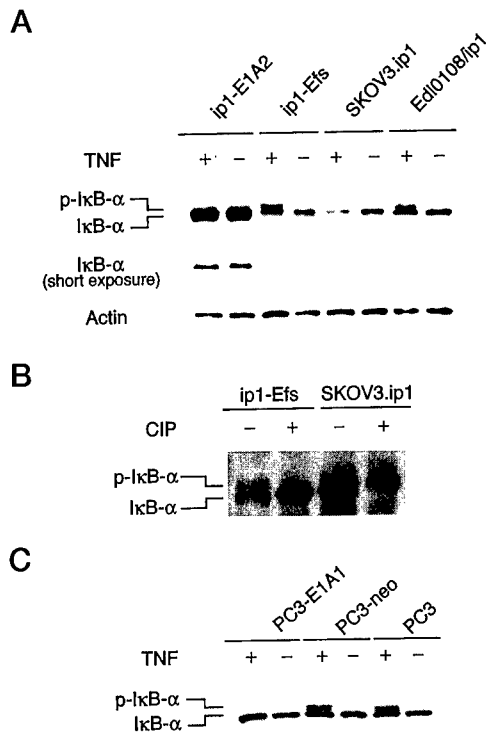 A
ip1-E1A2 ip1-Efs SKOV3.ip1 Edl0108/ip1
TNF + − + − + − + −
p-IκB-α
IκB-α
IκB-α
(short exposure)
Actin
B
ip1-Efs SKOV3.ip1
CIP − + − +
p-IκB-α
IκB-α
C
PC3-E1A1 PC3-neo PC3
TNF + − + − + −
p-IκB-α
IκB-α